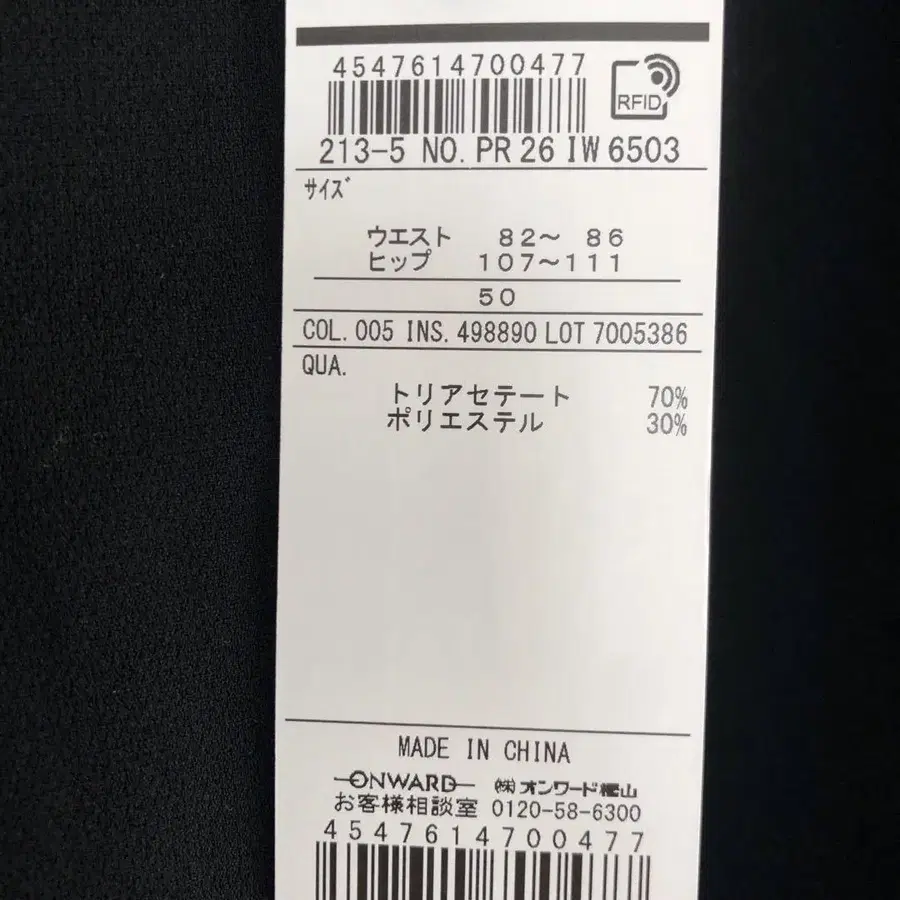 4547614700477
RFID
213-5 NO. PR 26 IW 6503
サイズ
ウエスト 82～ 86
ヒップ 107～111
50
COL. 005 INS. 498890 LOT 7005386
QUA.
トリアセテート 70%
ポリエステル 30%
MADE IN CHINA
ONWARD ㈱オンワード樫山
お客様相談室 0120-58-6300
4547614700477